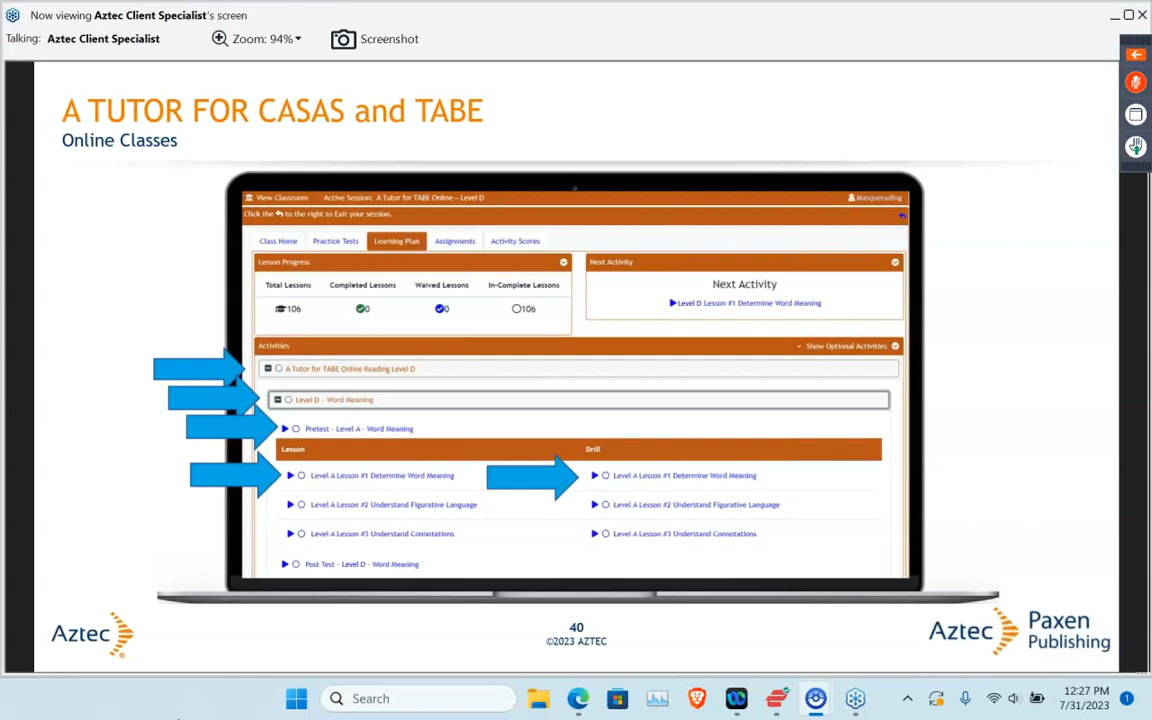 Now viewing Aztec Client Specialist's screen
Talking: Aztec Client Specialist
Zoom: 94%
Screenshot
A TUTOR FOR CASAS and TABE
Online Classes
View Classroom Active Session: A Tutor for TABE Online – Level D Masquerading
Click the to the right to Exit your session.
Class Home Practice Tests Learning Plan Assignments Activity Scores
Lesson Progress
Total Lessons Completed Lessons Waived Lessons In-Complete Lessons
106 0 0 106
Next Activity
Next Activity
Level D Lesson #1 Determine Word Meaning
Activities ✓ Show Optional Activities
A Tutor for TABE Online Reading Level D
Level D - Word Meaning
Pretest - Level A - Word Meaning
Lesson Drill
Level A Lesson #1 Determine Word Meaning Level A Lesson #1 Determine Word Meaning
Level A Lesson #2 Understand Figurative Language Level A Lesson #2 Understand Figurative Language
Level A Lesson #3 Understand Connotations Level A Lesson #3 Understand Connotations
Post Test - Level D - Word Meaning
Aztec
40
©2023 AZTEC
Aztec Paxen Publishing
Search
12:27 PM
7/31/2023
1